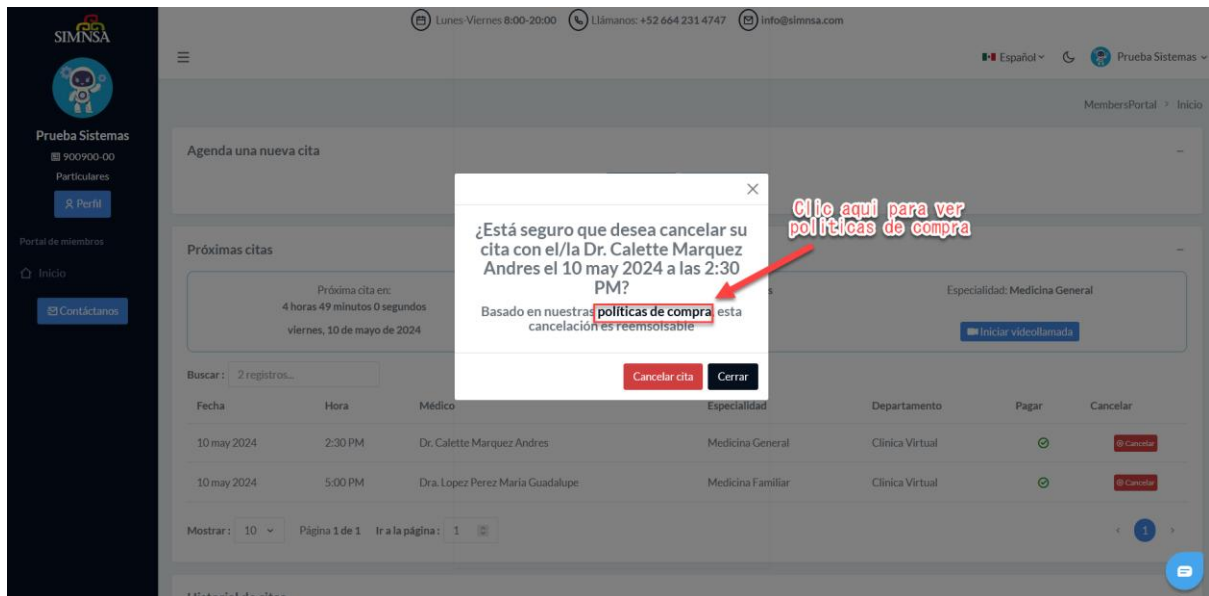 SIMNSA
Lunes-Viernes 8:00-20:00 Llámanos: +52 664 231 4747 info@simnsa.com
Español Prueba Sistemas
MembersPortal > Inicio
Prueba Sistemas
900900-00
Particulares
Perfil
Portal de miembros
Inicio
Contáctanos
Agenda una nueva cita
Próximas citas
Próxima cita en:
4 horas 49 minutos 0 segundos
viernes, 10 de mayo de 2024
Especialidad: Medicina General
Iniciar videollamada
¿Está seguro que desea cancelar su
cita con el/la Dr. Calette Marquez
Andres el 10 may 2024 a las 2:30
PM?
Basado en nuestras políticas de compra, esta
cancelación es reemsolsable
Cancelar cita Cerrar
Clic aqui para ver
politicas de compra
Buscar : 2 registros...
Fecha Hora Médico Especialidad Departamento Pagar Cancelar
10 may 2024 2:30 PM Dr. Calette Marquez Andres Medicina General Clínica Virtual Cancelar
10 may 2024 5:00 PM Dra. Lopez Perez Maria Guadalupe Medicina Familiar Clínica Virtual Cancelar
Mostrar : 10 Página 1 de 1 Ir a la página : 1 1